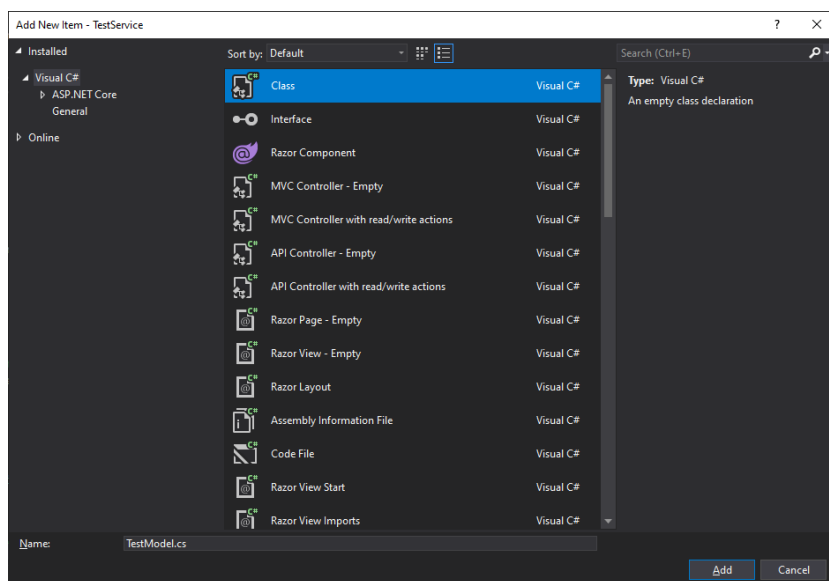 Add New Item - TestService
? ×
Installed
Sort by: Default
Search (Ctrl+E)
Visual C#
ASP.NET Core
General
Online
Class Visual C#
Interface Visual C#
Razor Component Visual C#
MVC Controller - Empty Visual C#
MVC Controller with read/write actions Visual C#
API Controller - Empty Visual C#
API Controller with read/write actions Visual C#
Razor Page - Empty Visual C#
Razor View - Empty Visual C#
Razor Layout Visual C#
Assembly Information File Visual C#
Code File Visual C#
Razor View Start Visual C#
Razor View Imports Visual C#
Type: Visual C#
An empty class declaration
Name: TestModel.cs
Add Cancel